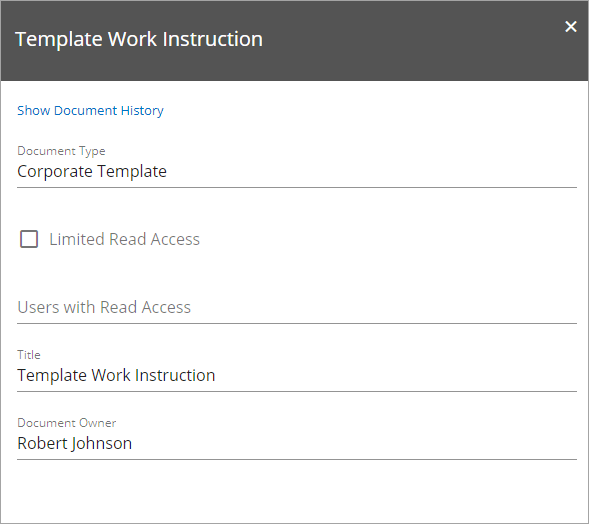 Template Work Instruction
Show Document History
Document Type
Corporate Template
Limited Read Access
Users with Read Access
Title
Template Work Instruction
Document Owner
Robert Johnson